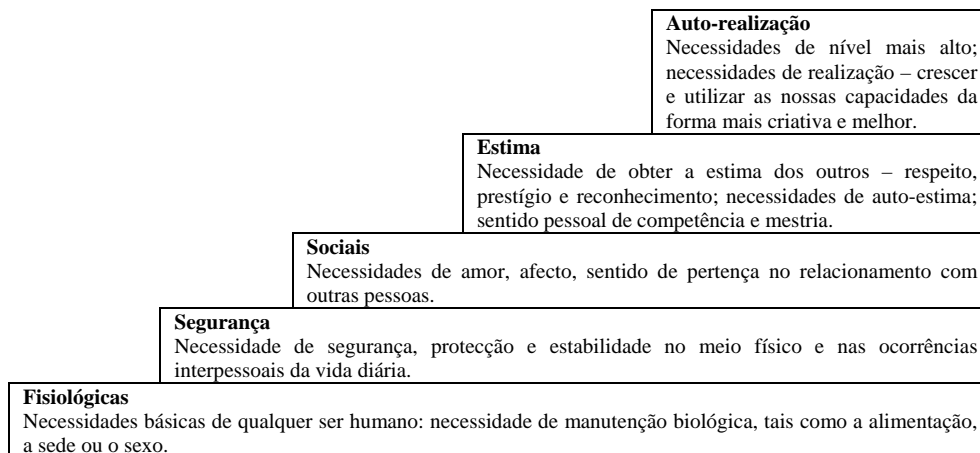 Auto-realização
Necessidades de nível mais alto;
necessidades de realização – crescer
e utilizar as nossas capacidades da
forma mais criativa e melhor.
Estima
Necessidade de obter a estima dos outros – respeito,
prestígio e reconhecimento; necessidades de auto-estima;
sentido pessoal de competência e mestria.
Sociais
Necessidades de amor, afecto, sentido de pertença no relacionamento com
outras pessoas.
Segurança
Necessidade de segurança, protecção e estabilidade no meio físico e nas ocorrências
interpessoais da vida diária.
Fisiológicas
Necessidades básicas de qualquer ser humano: necessidade de manutenção biológica, tais como a alimentação,
a sede ou o sexo.